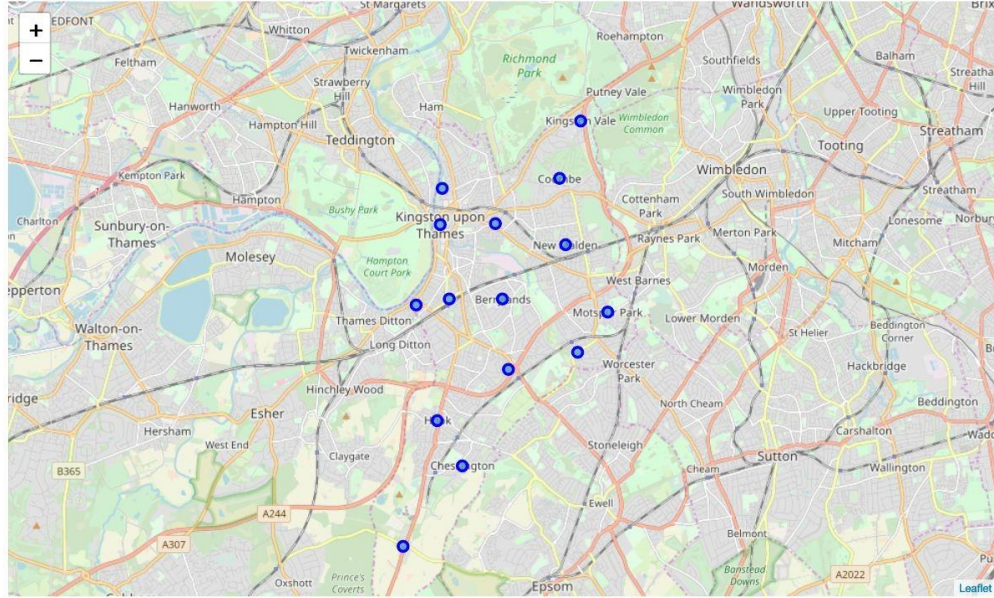 +
−
EDFONT
St Margarets
Wandsworth
Brix
Whitton
Roehampton
Twickenham
Feltham
Richmond
Park
Southfields
Balham
Streatha
Hill
Strawberry
Hill
Putney Vale
Wimbledon
Park
Hanworth
Ham
Upper Tooting
Hampton Hill
Teddington
Wimbledon
Common
Streatham
Tooting
Kempton Park
Wimbledon
Hampton
South Wimbledon
Streatham
Bushy Park
Cottenham
Park
Charlton
Sunbury-on-
Thames
Kingston upon
Thames
Lonesome
Norbury
Raynes Park
Merton Park
Mitcham
Molesey
Hampton
Court Park
Morden
epperton
West Barnes
Thames Ditton
Lower Morden
Walton-on-
Thames
St Helier
Beddington
Corner
Long Ditton
Worcester
Park
Hackbridge
ridge
Hinchley Wood
North Cheam
Beddington
Esher
Hersham
West End
Stoneleigh
Carshalton
Claygate
Sutton
B365
Cheam
Wallington
A244
Ewell
A307
Belmont
Oxshott
Prince's
Coverts
Epsom
Banstead
Downs
A2022
Leaflet